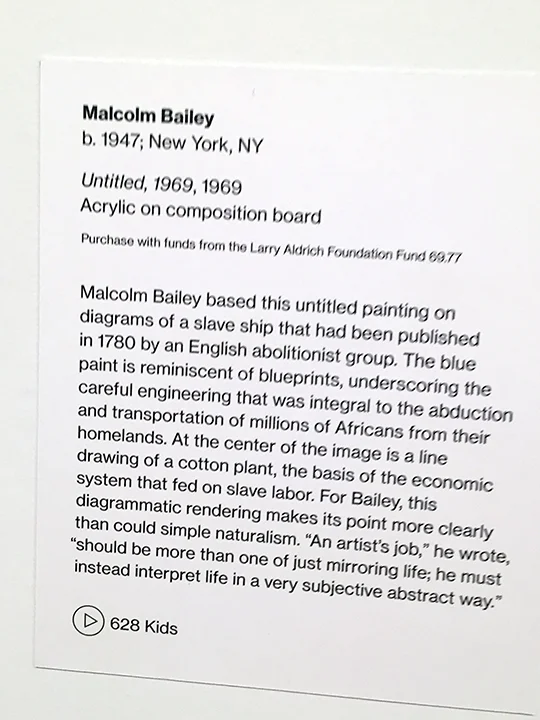 Malcolm Bailey
b. 1947; New York, NY
Untitled, 1969, 1969
Acrylic on composition board
Purchase with funds from the Larry Aldrich Foundation Fund 69.77
Malcolm Bailey based this untitled painting on
diagrams of a slave ship that had been published
in 1780 by an English abolitionist group. The blue
paint is reminiscent of blueprints, underscoring the
careful engineering that was integral to the abduction
and transportation of millions of Africans from their
homelands. At the center of the image is a line
drawing of a cotton plant, the basis of the economic
system that fed on slave labor. For Bailey, this
diagrammatic rendering makes its point more clearly
than could simple naturalism. “An artist’s job,” he wrote,
“should be more than one of just mirroring life; he must
instead interpret life in a very subjective abstract way.”
628 Kids